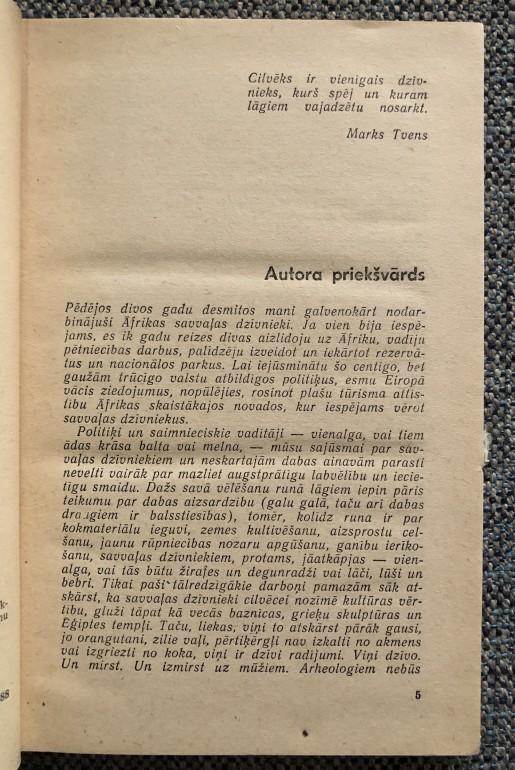 Cilvēks ir vienīgais dzīv-
nieks, kurš spēj un kuram
lāgiem vajadzētu nosarkt.
Marks Tvens
Autora priekšvārds
Pēdējos divos gadu desmitos mani galvenokārt nodar-
binājuši Āfrikas savvaļas dzīvnieki. Ja vien bija iespē-
jams, es ik gadu reizes divas aizlidoju uz Āfriku, vadīju
pētniecības darbus, palīdzēju izveidot un iekārtot rezervā-
tus un nacionālos parkus. Lai iejūsminātu šo centīgo, bet
gaužām trūcīgo valstu atbildīgos politiķus, esmu Eiropā
vācis ziedojumus, nopūlējies, rosinot plašu tūrisma attīs-
tību Āfrikas skaistākajos novados, kur iespējams vērot
savvaļas dzīvniekus.
Politiķi un saimnieciskie vadītāji — vienalga, vai tiem
ādas krāsa balta vai melna, — mūsu sajūsmai par sav-
vaļas dzīvniekiem un neskartajām dabas ainavām parasti
nevelti vairāk par mazliet augstprātīgu labvēlību un iecie-
tīgu smaidu. Dažs savā vēlēšanu runā lāgiem iepin pāris
teikumu par dabas aizsardzību (galu galā, taču arī dabas
draugiem ir balsstiesības), tomēr, kolīdz runa ir par
kokmateriālu ieguvi, zemes kultivēšanu, aizsprostu cel-
šanu, jaunu rūpniecības nozaru apgūšanu, ganību ierīko-
šanu, savvaļas dzīvniekiem, protams, jāatkāpjas — vien-
alga, vai tās būtu žirafes un degunradži vai lāči, lūši un
bebri. Tikai paši tālredzīgākie darboņi pamazām sāk at-
skārst, ka savvaļas dzīvnieki cilvēcei nozīmē kultūras vēr-
tību, gluži tāpat kā vecās baznīcas, grieķu skulptūras un
Ēģiptes tempļi. Taču, liekas, viņi to atskārst pārāk gausi,
jo orangutani, zilie vaļi, pērtiķērgļi nav izkalti no akmens
vai izgriezti no koka, viņi ir dzīvi radījumi. Viņi dzīvo.
Un mirst. Un izmirst uz mūžiem. Arheologiem nebūs
5
k-
nu
88